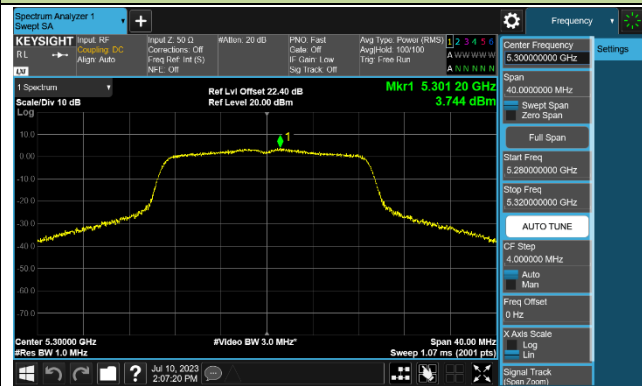 Spectrum Analyzer 1
Swept SA
Frequency
KEYSIGHT
RL
LXI
Input: RF
Coupling: DC
Align: Auto
Input Z: 50 Ω
Corrections: Off
Freq Ref: Int (S)
NFE: Off
#Atten: 20 dB
PNO: Fast
Gate: Off
IF Gain: Low
Sig Track: Off
Avg Type: Power (RMS)
Avg|Hold: 100/100
Trig: Free Run
1 2 3 4 5 6
A W W W W W
A N N N N N
1 Spectrum
Scale/Div 10 dB
Log
Ref Lvl Offset 22.40 dB
Ref Level 20.00 dBm
Mkr1 5.301 20 GHz
3.744 dBm
1
10.0
0.00
-10.0
-20.0
-30.0
-40.0
-50.0
-60.0
-70.0
Center 5.30000 GHz
#Res BW 1.0 MHz
#Video BW 3.0 MHz*
Span 40.00 MHz
Sweep 1.07 ms (2001 pts)
Center Frequency
5.300000000 GHz
Span
40.0000000 MHz
Swept Span
Zero Span
Full Span
Start Freq
5.280000000 GHz
Stop Freq
5.320000000 GHz
AUTO TUNE
CF Step
4.000000 MHz
Auto
Man
Freq Offset
0 Hz
X Axis Scale
Log
Lin
Signal Track
(Span Zoom)
Settings
Jul 10, 2023
2:07:20 PM